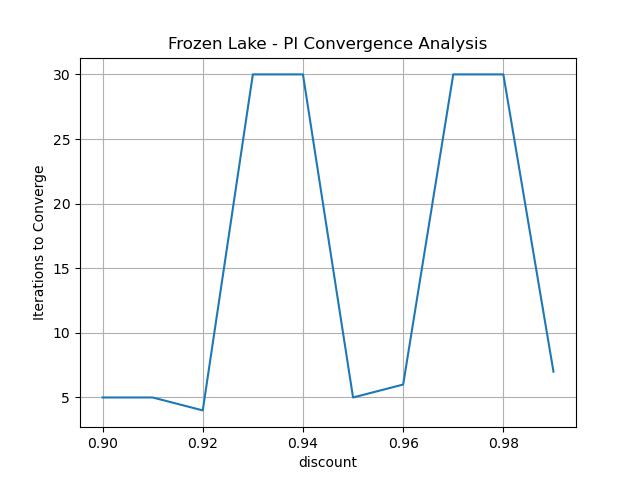 Frozen Lake - PI Convergence Analysis
Iterations to Converge
30
25
20
15
10
5
0.90 0.92 0.94 0.96 0.98
discount